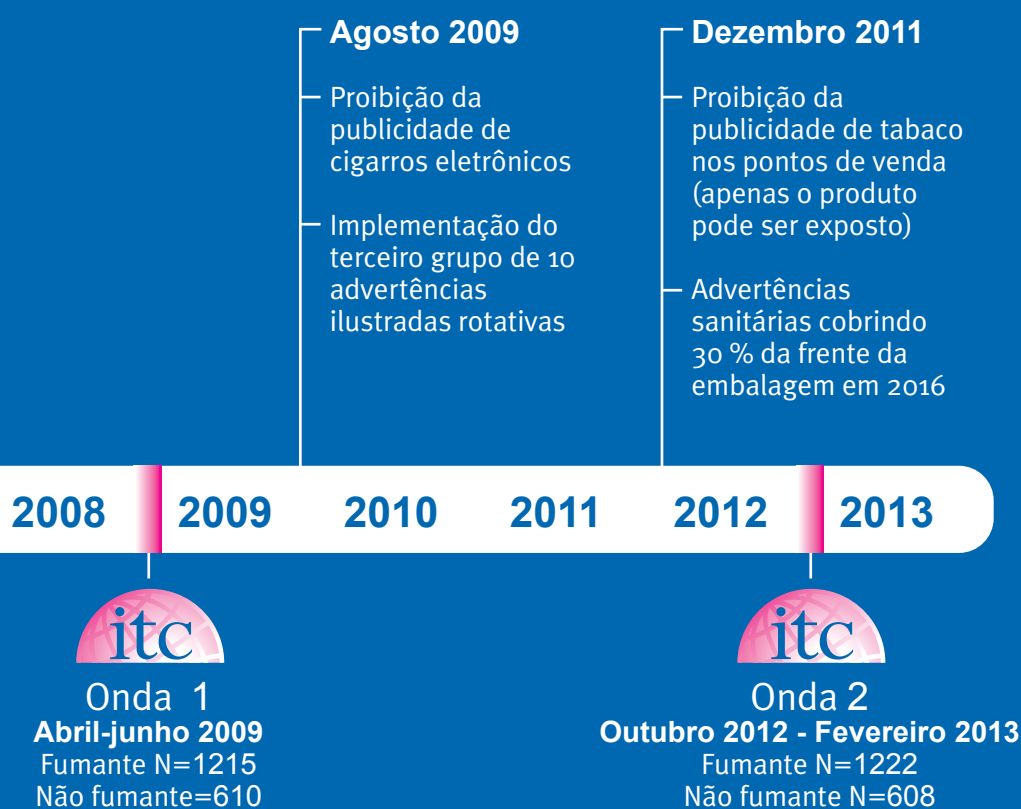 Agosto 2009
Proibição da
publicidade de
cigarros eletrônicos
Implementação do
terceiro grupo de 10
advertências
ilustradas rotativas
Dezembro 2011
Proibição da
publicidade de tabaco
nos pontos de venda
(apenas o produto
pode ser exposto)
Advertências
sanitárias cobrindo
30 % da frente da
embalagem em 2016
2008 2009 2010 2011 2012 2013
itc
Onda 1
Abril-junho 2009
Fumante N=1215
Não fumante=610
itc
Onda 2
Outubro 2012 - Fevereiro 2013
Fumante N=1222
Não fumante N=608